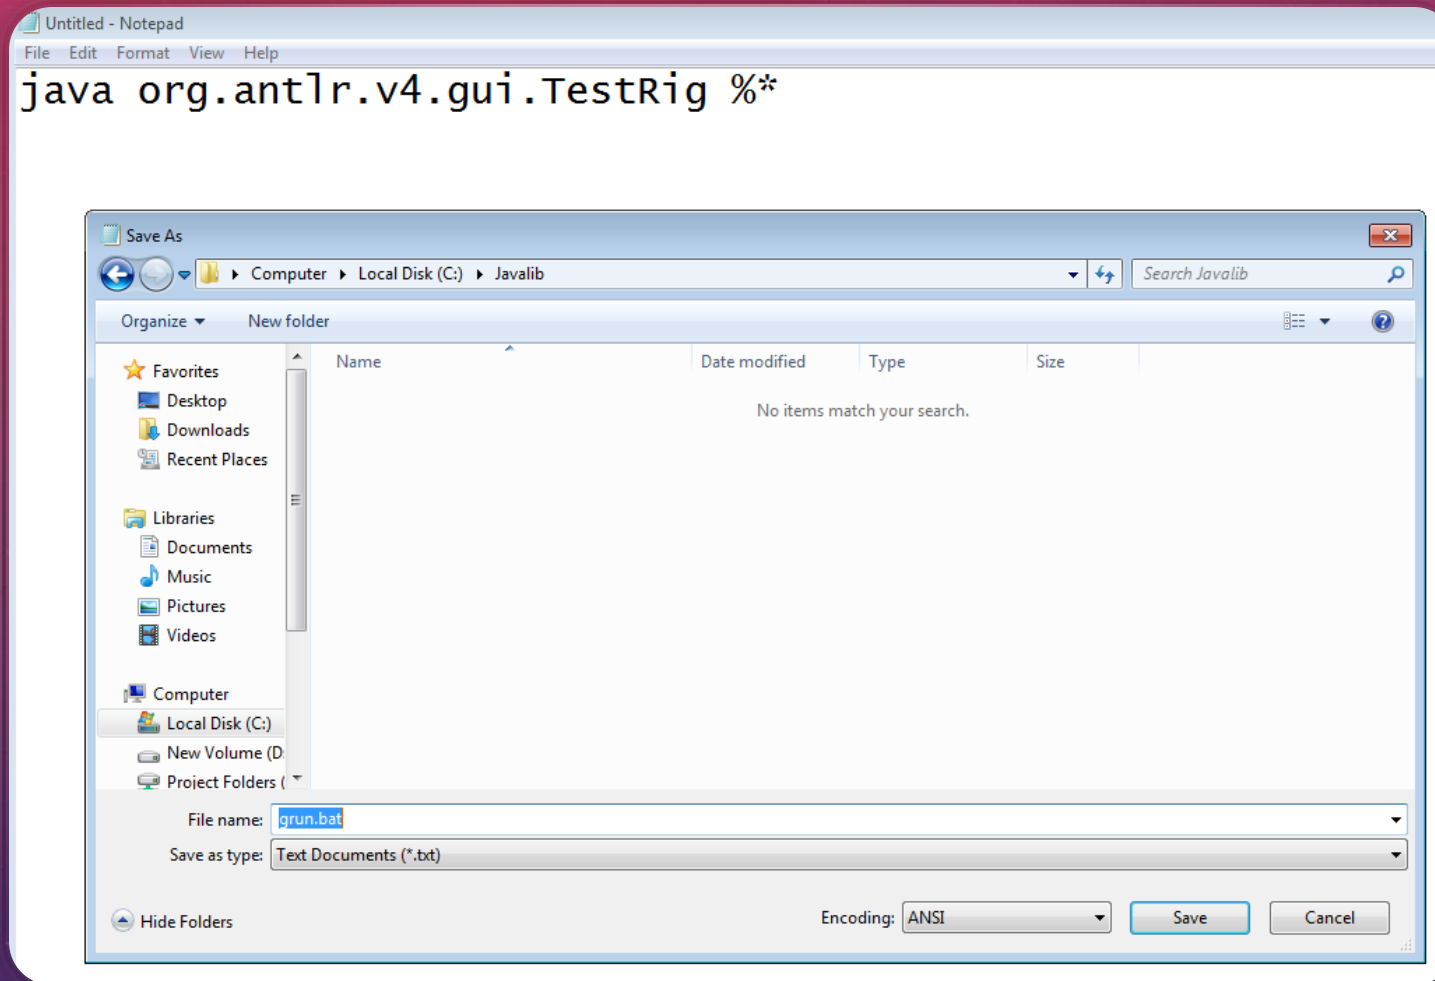 Untitled - Notepad
File Edit Format View Help
java org.antlr.v4.gui.TestRig %*
Save As
Computer Local Disk (C:) Javalib
Search Javalib
Organize New folder
Name Date modified Type Size
No items match your search.
Favorites
Desktop
Downloads
Recent Places
Libraries
Documents
Music
Pictures
Videos
Computer
Local Disk (C:)
New Volume (D:
Project Folders (
File name: grun.bat
Save as type: Text Documents (*.txt)
Hide Folders
Encoding: ANSI
Save
Cancel